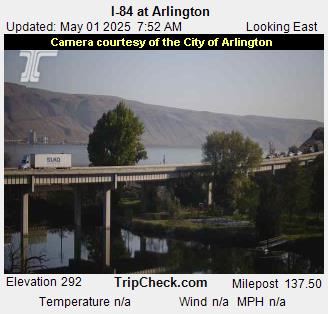 I-84 at Arlington
Updated: May 01 2025 7:52 AM Looking East
Camera courtesy of the City of Arlington
Elevation 292 TripCheck.com Milepost 137.50
Temperature n/a Wind n/a MPH n/a